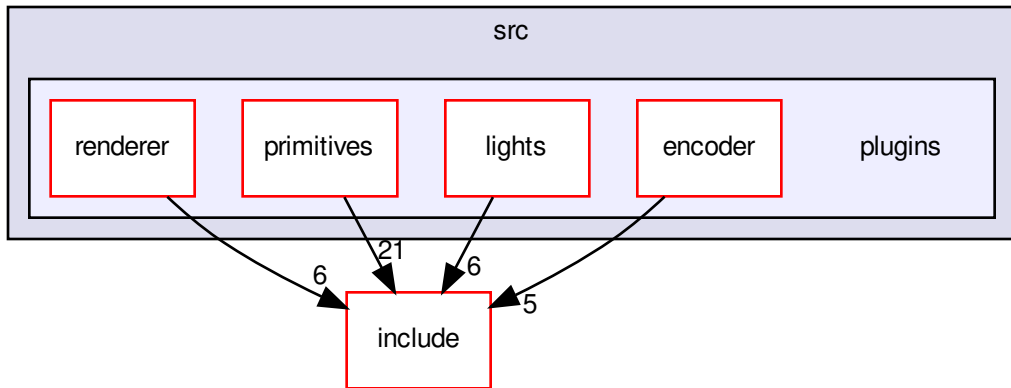 src
renderer
primitives
lights
encoder
plugins
6
21
6
5
include